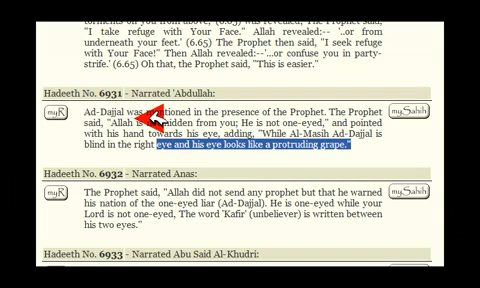 torments on you from above,' (6.65) was revealed; The Prophet said,
"I take refuge with Your Face." Allah revealed:-- '..or from
underneath your feet.' (6.65) The Prophet then said, "I seek refuge
with Your Face!" Then Allah revealed:--'...or confuse you in party-
strife.' (6.65) Oh that, the Prophet said, "This is easier."
Hadeeth No. 6931 - Narrated 'Abdullah:
myR
Ad-Dajjal was mentioned in the presence of the Prophet. The Prophet
said, "Allah is hidden from you; He is not one-eyed," and pointed
with his hand towards his eye, adding, "While Al-Masih Ad-Dajjal is
blind in the right eye and his eye looks like a protruding grape."
mySahih
Hadeeth No. 6932 - Narrated Anas:
myR
The Prophet said, "Allah did not send any prophet but that he warned
his nation of the one-eyed liar (Ad-Dajjal). He is one-eyed while your
Lord is not one-eyed, The word 'Kafir' (unbeliever) is written between
his two eyes."
mySahih
Hadeeth No. 6933 - Narrated Abu Said Al-Khudri: